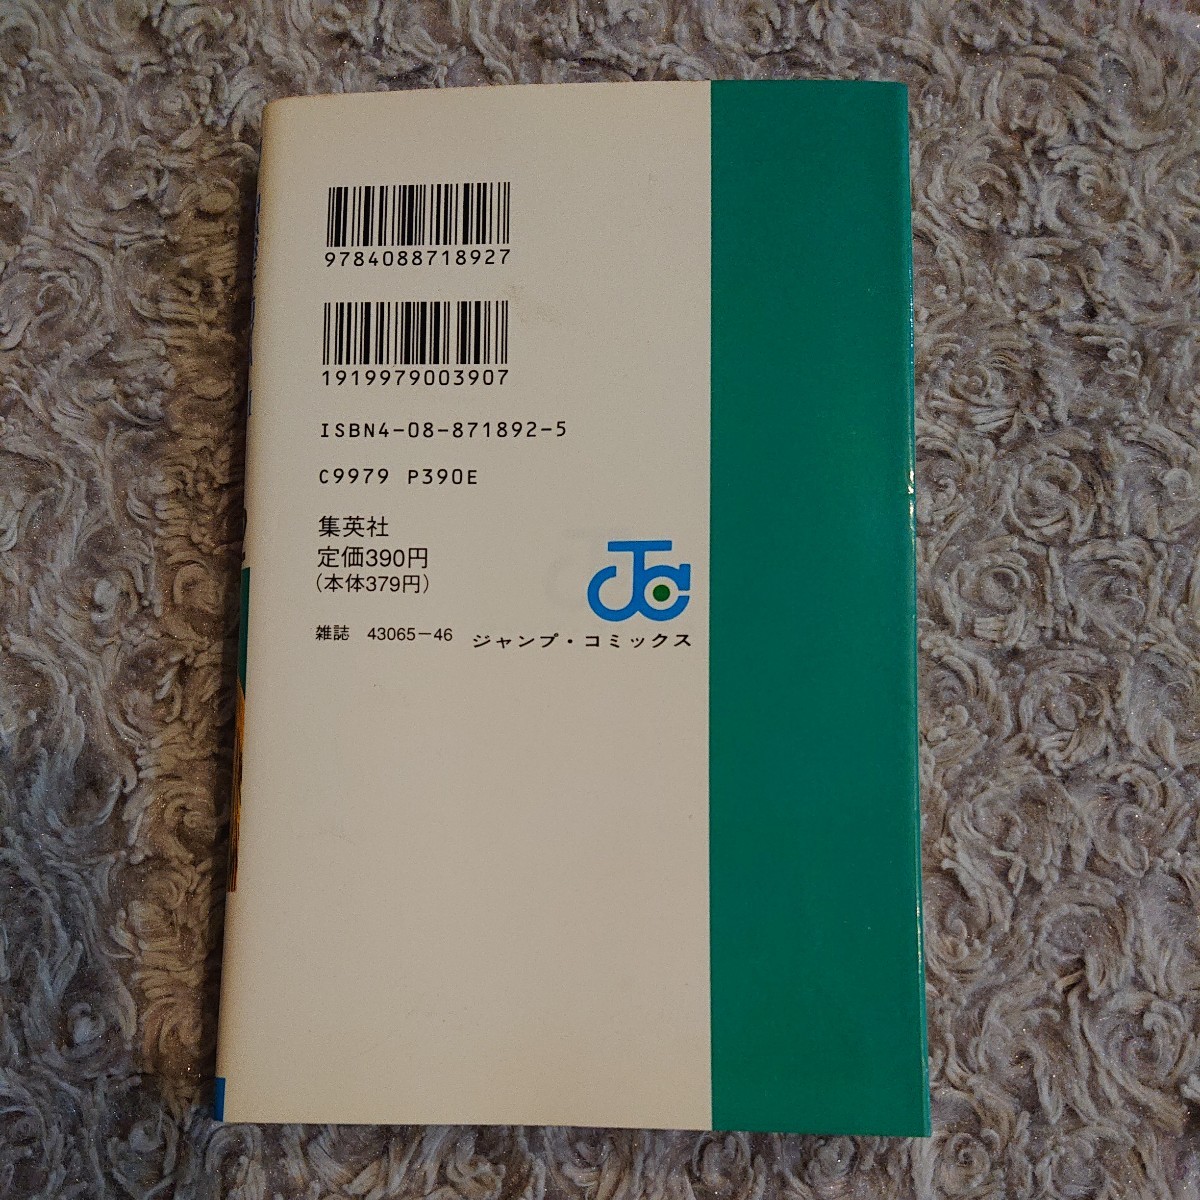 9784088718927
1919979003907
ISBN4-08-871892-5
C9979 P390E
集英社
定価390円
（本体379円）
雑誌 43065-46
JC
ジャンプ・コミックス